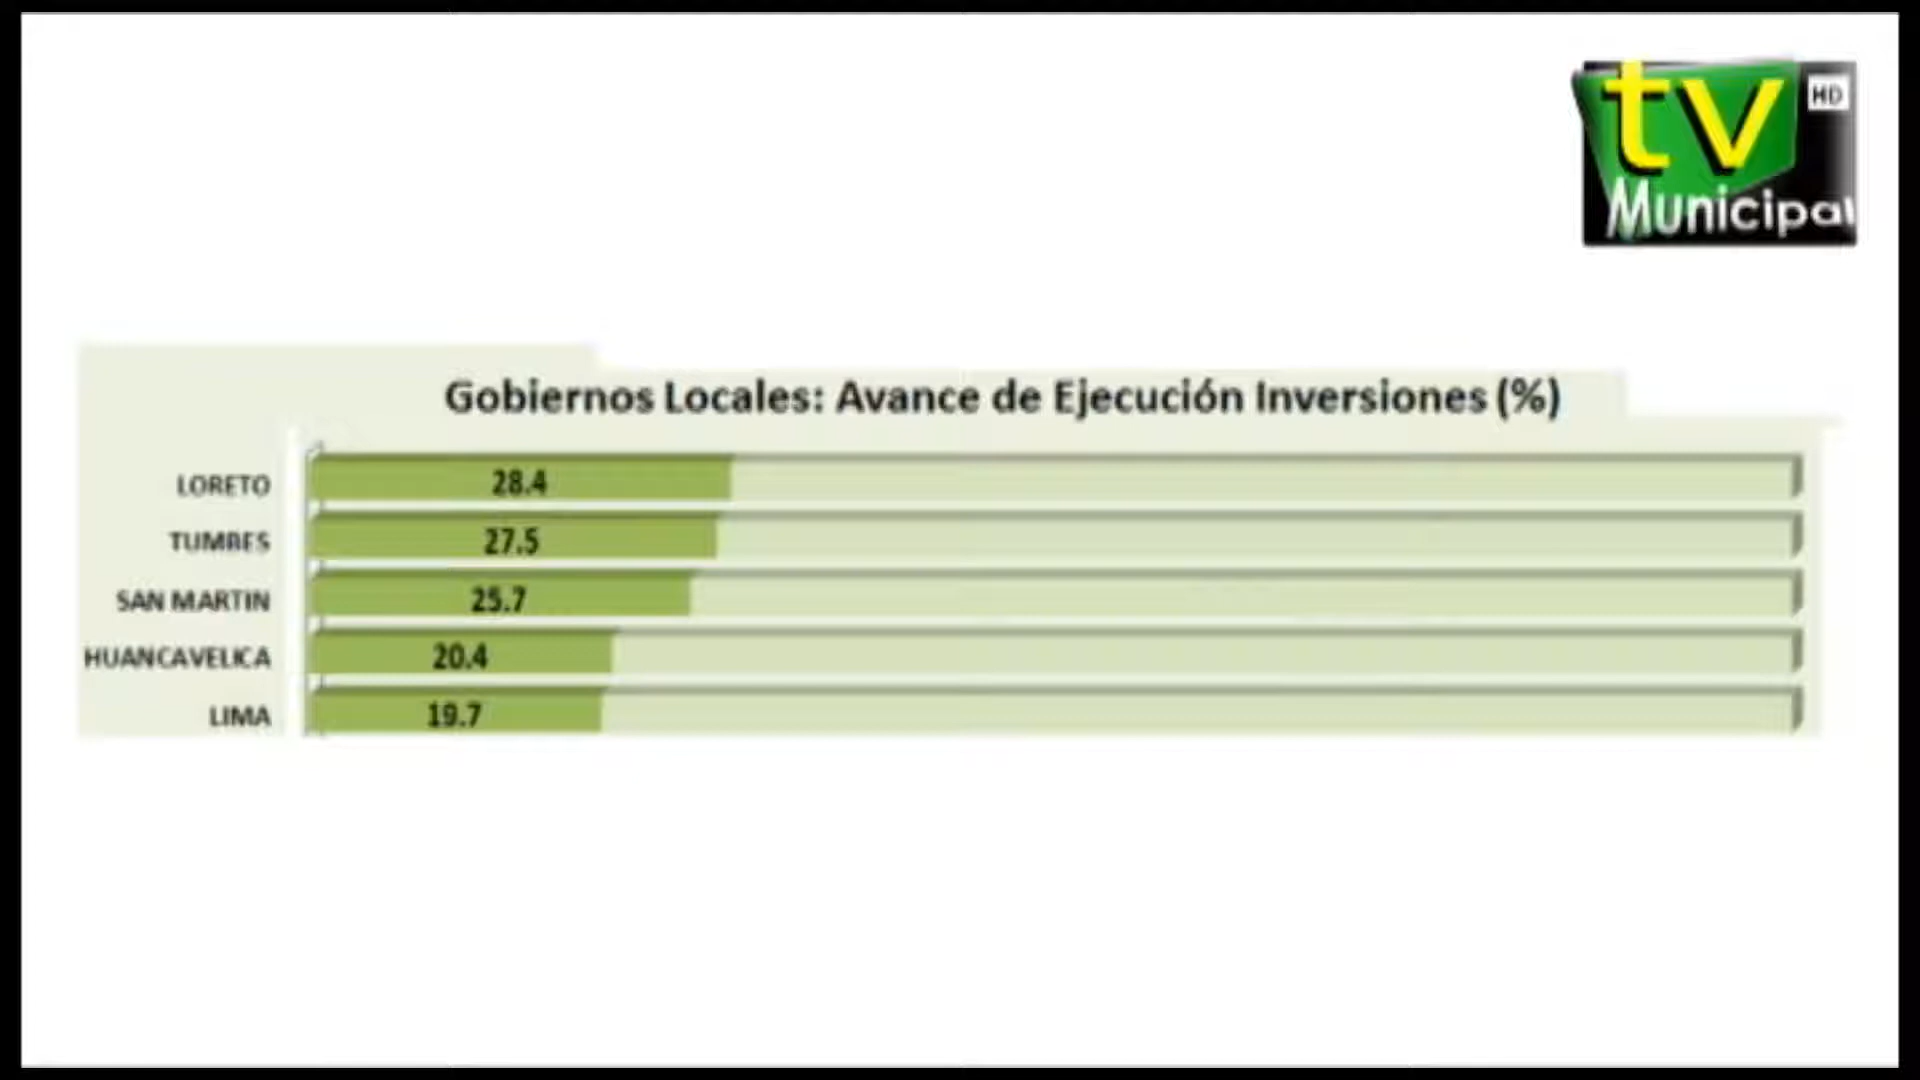 tv HD
Municipal
Gobiernos Locales: Avance de Ejecución Inversiones (%)
LORETO 28.4
TUMBES 27.5
SAN MARTIN 25.7
HUANCAVELICA 20.4
LIMA 19.7